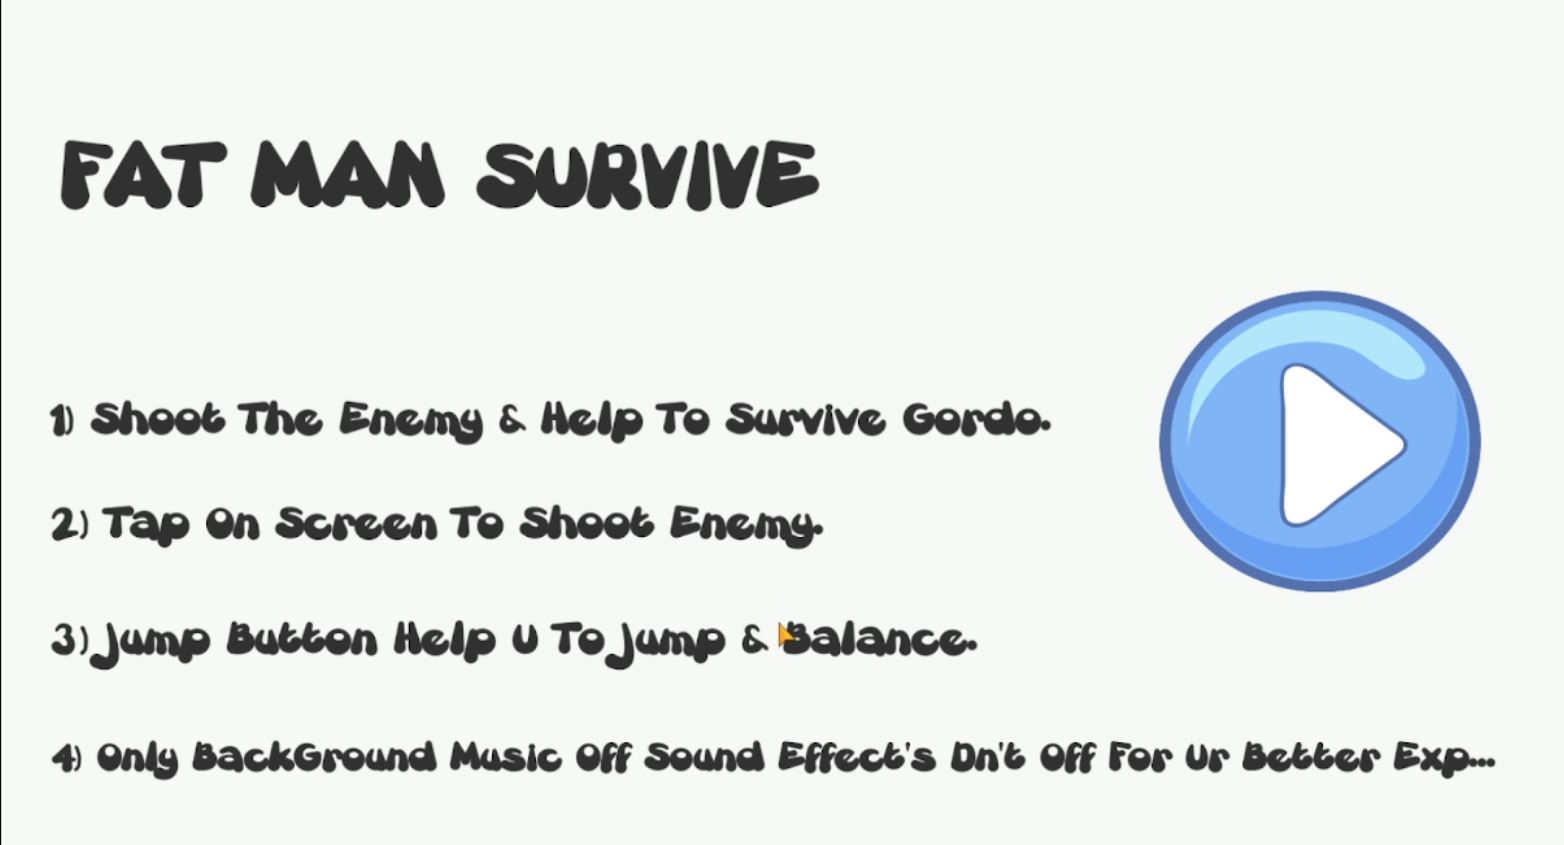 FAT MAN SURVIVE
1) Shoot The Enemy & Help To Survive Gordo.
2) Tap On Screen To Shoot Enemy.
3) Jump Button Help U To Jump & Balance.
4) Only BackGround Music Off Sound Effect's Dn't Off For Ur Better Exp...